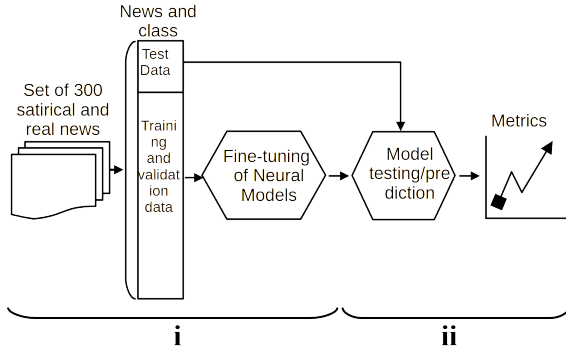 News and
class
Test
Data
Set of 300
satirical and
real news
Traini
ng
and
validat
ion
data
Fine-tuning
of Neural
Models
Model
testing/pre
diction
Metrics
i
ii